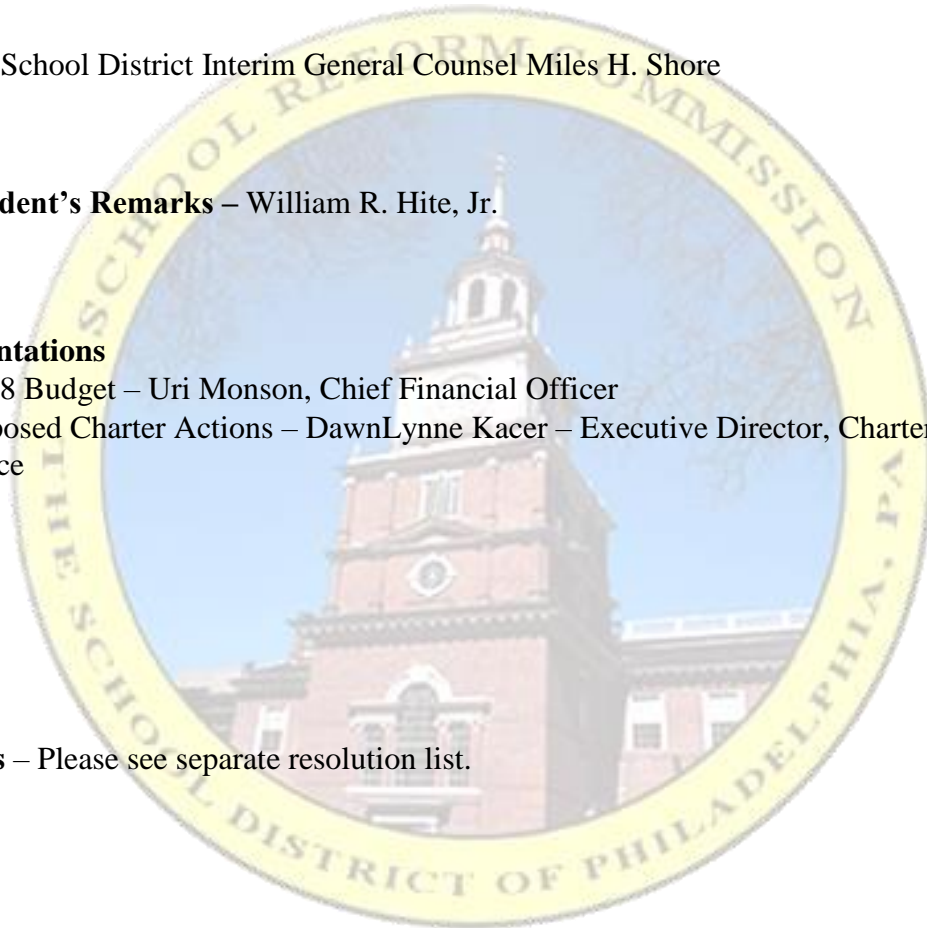 School District Interim General Counsel Miles H. Shore
dent's Remarks – William R. Hite, Jr.
ntations
8 Budget – Uri Monson, Chief Financial Officer
posed Charter Actions – DawnLynne Kacer – Executive Director, Charter
ce
s – Please see separate resolution list.
THE SCHOOL REFORM COMMISSION
THE SCHOOL DISTRICT OF PHILADELPHIA, PA